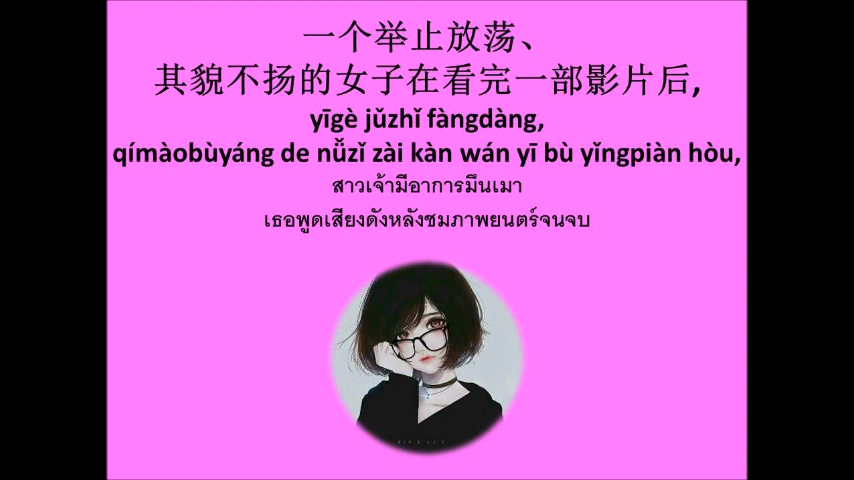 一个举止放荡、
其貌不扬的女子在看完一部影片后,
yīgè jǔzhǐ fàngdàng,
qímàobùyáng de nǚzǐ zài kàn wán yī bù yǐngpiàn hòu,
สาวเจ้ามีอาการมึนเมา
เธอพูดเสียงดังหลังชมภาพยนตร์จนจบ